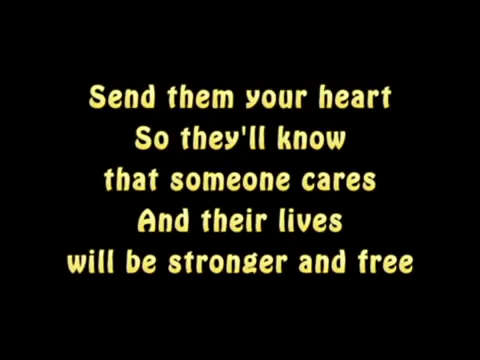 Send them your heart
So they'll know
that someone cares
And their lives
will be stronger and free